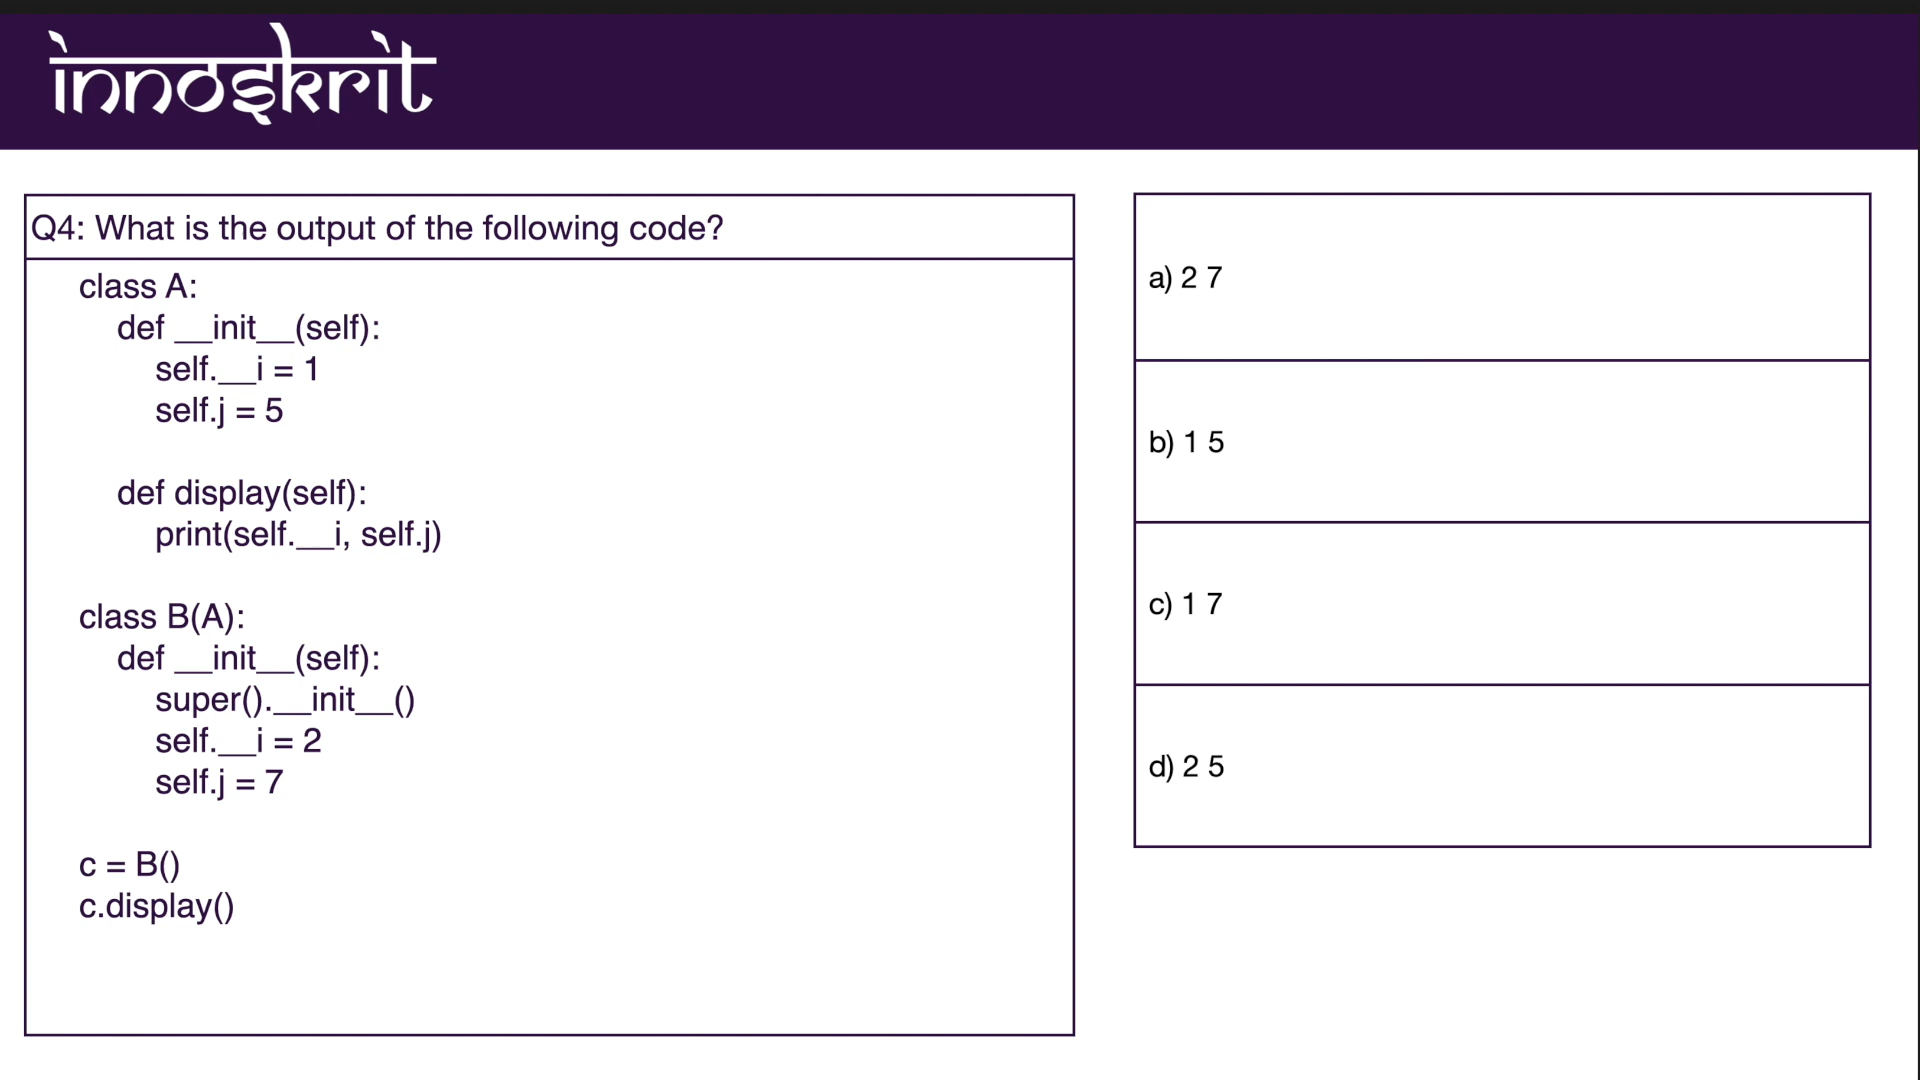 innoskrit
Q4: What is the output of the following code?
class A:
def __init__(self):
self.__i = 1
self.j = 5
def display(self):
print(self.__i, self.j)
class B(A):
def __init__(self):
super().__init__()
self.__i = 2
self.j = 7
c = B()
c.display()
a) 2 7
b) 1 5
c) 1 7
d) 2 5